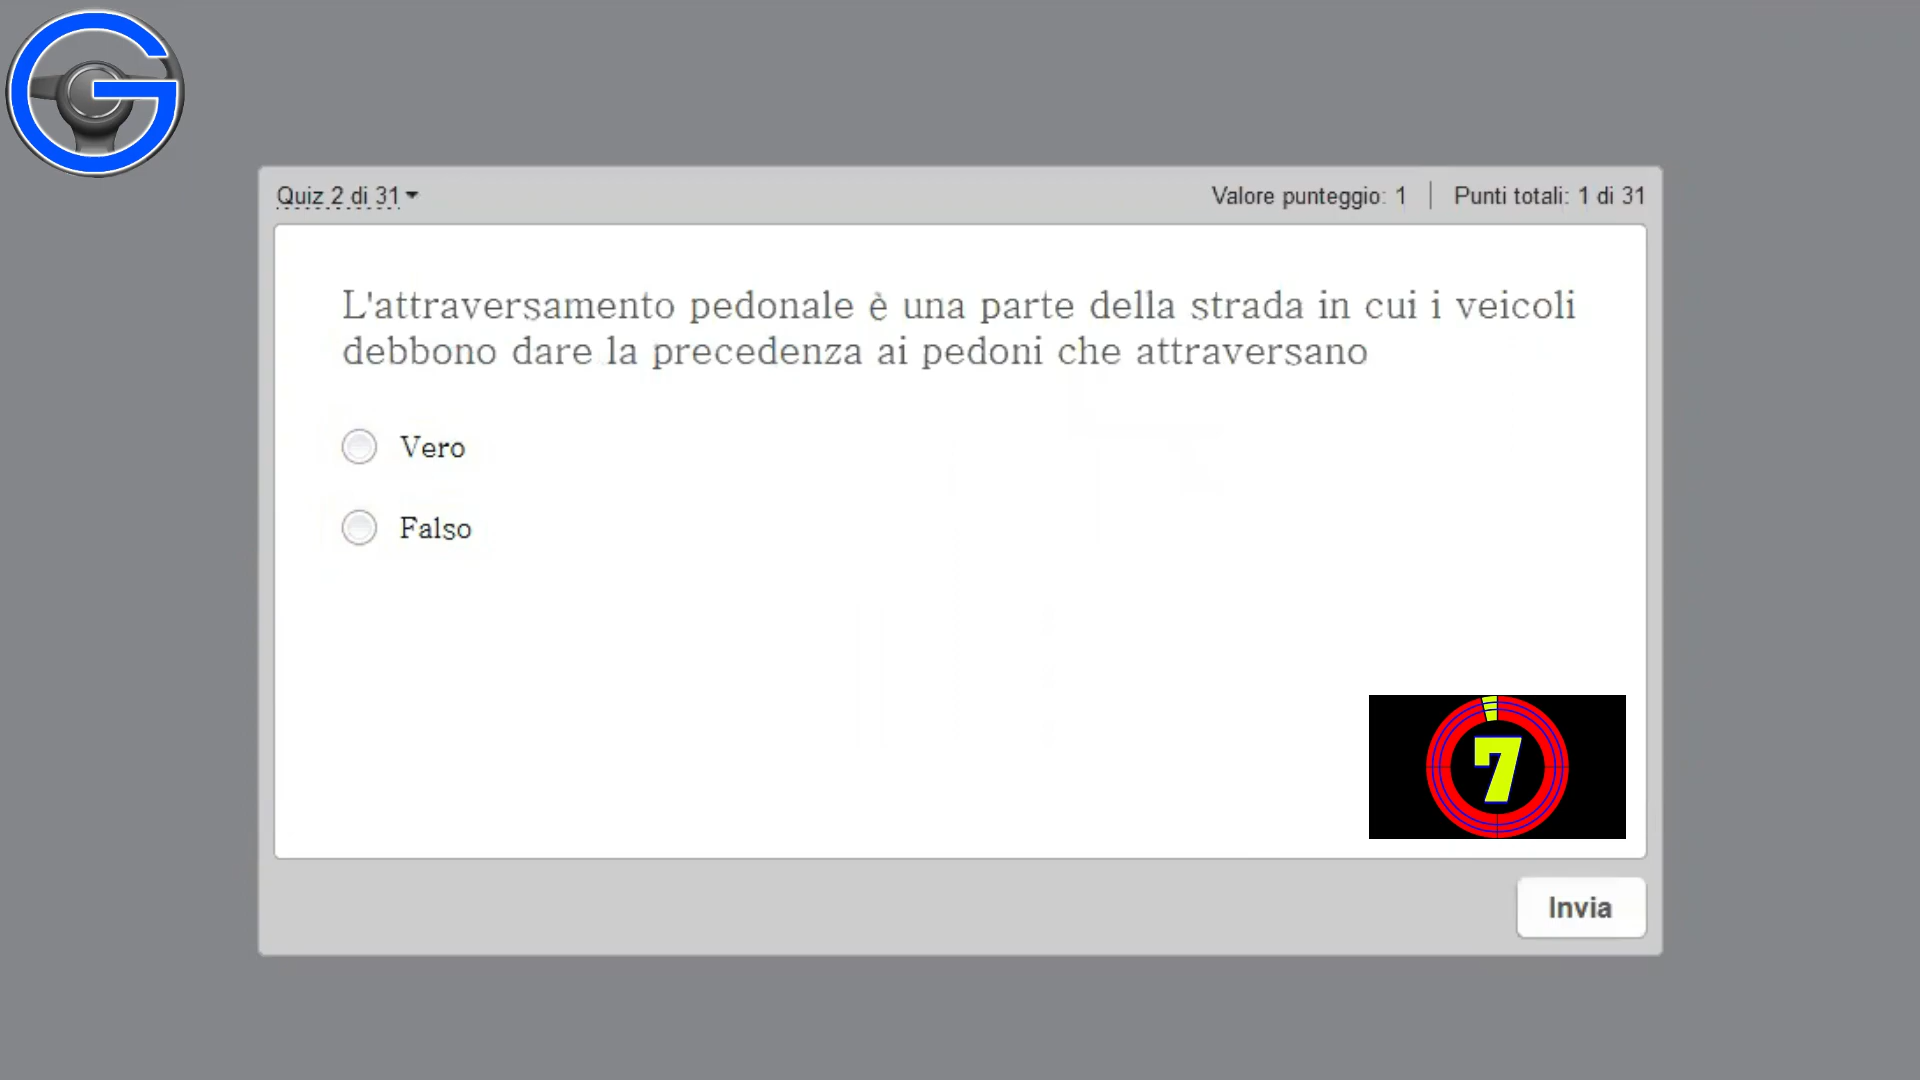 G
Quiz 2 di 31
Valore punteggio: 1 | Punti totali: 1 di 31
L'attraversamento pedonale è una parte della strada in cui i veicoli
debbono dare la precedenza ai pedoni che attraversano
Vero
Falso
7
Invia